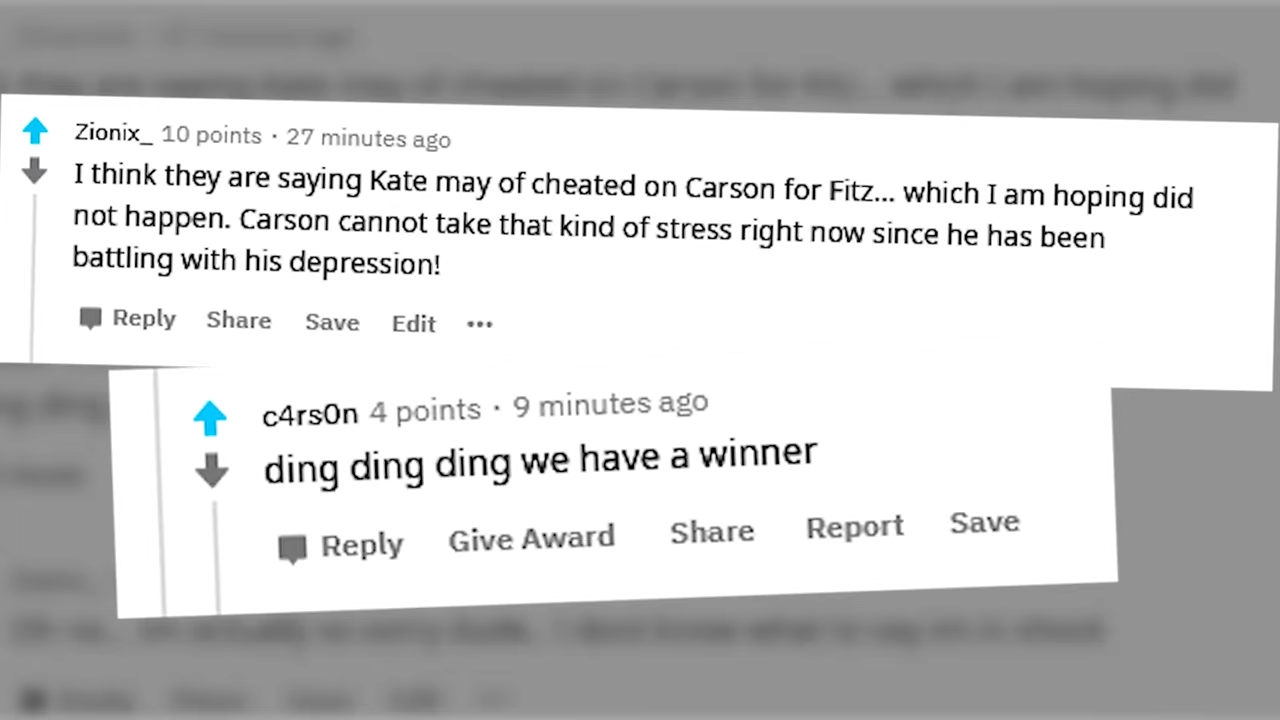 Zionix_ 10 points · 27 minutes ago
I think they are saying Kate may of cheated on Carson for Fitz... which I am hoping did
not happen. Carson cannot take that kind of stress right now since he has been
battling with his depression!
Reply Share Save Edit ...
c4rs0n 4 points · 9 minutes ago
ding ding ding we have a winner
Reply Give Award Share Report Save